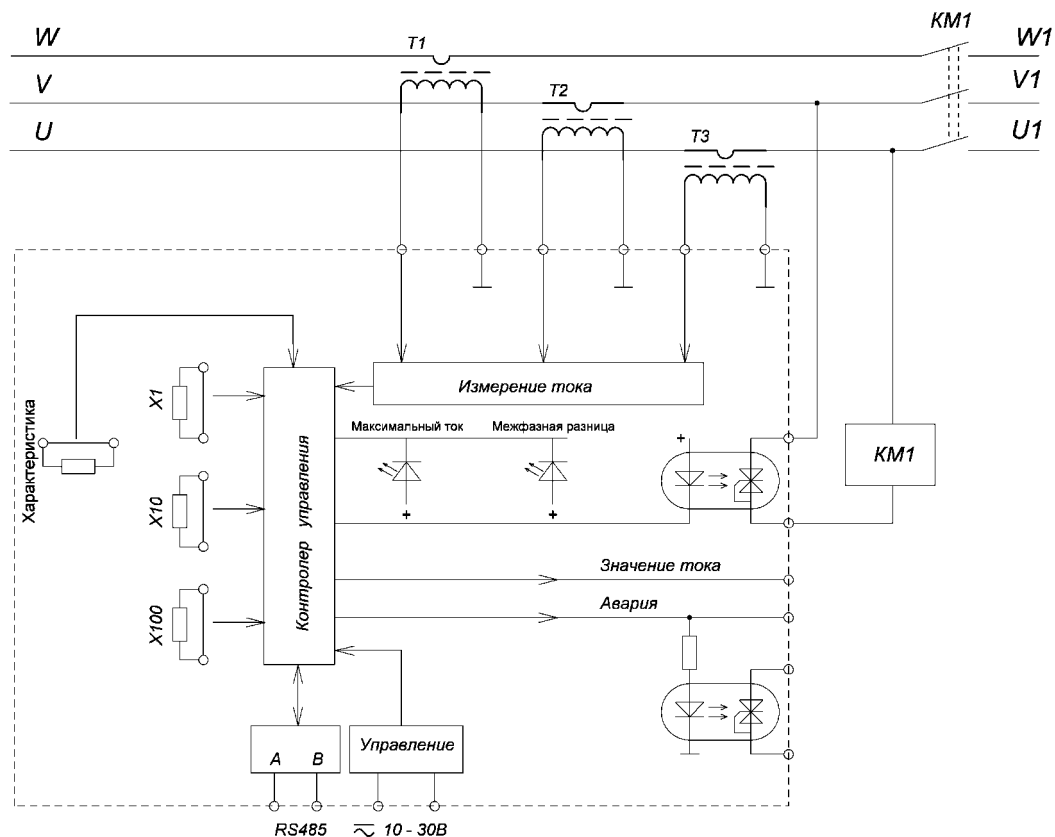 KM1
W
W1
T1
V
V1
T2
U
U1
T3
Измерение тока
X1
Максимальный ток
Межфазная разница
+
KM1
Характеристика
X10
+
+
Контролер управления
Значение тока
Авария
X100
Управление
A B
RS485
10 - 30В